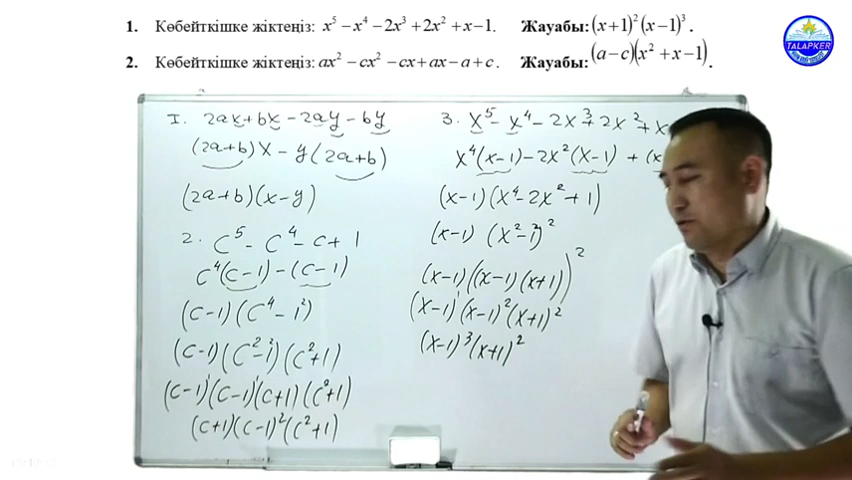 1. Көбейткішке жіктеңіз: x⁵ − x⁴ − 2x³ + 2x² + x − 1. Жауабы: (x+1)²(x−1)³.
2. Көбейткішке жіктеңіз: ax² − cx² − cx + ax − a + c. Жауабы: (a−c)(x² + x − 1).
TALAPKER
I. 2ax + bx − 2ay − by
(2a+b)x − y(2a+b)
(2a+b)(x−y)
2. c⁵ − c⁴ − c + 1
c⁴(c−1) − (c−1)
(c−1)(c⁴ − 1²)
(c−1)(c² − 1²)(c²+1)
(c−1)¹(c−1)¹(c+1)(c²+1)
(c+1)(c−1)²(c²+1)
3. x⁵ − x⁴ − 2x³ + 2x² + x
x⁴(x−1) − 2x²(x−1) + (x
(x−1)(x⁴ − 2x² + 1)
(x−1)(x² − 1²)²
(x−1)((x−1)(x+1))²
(x−1)¹(x−1)²(x+1)²
(x−1)³(x+1)²